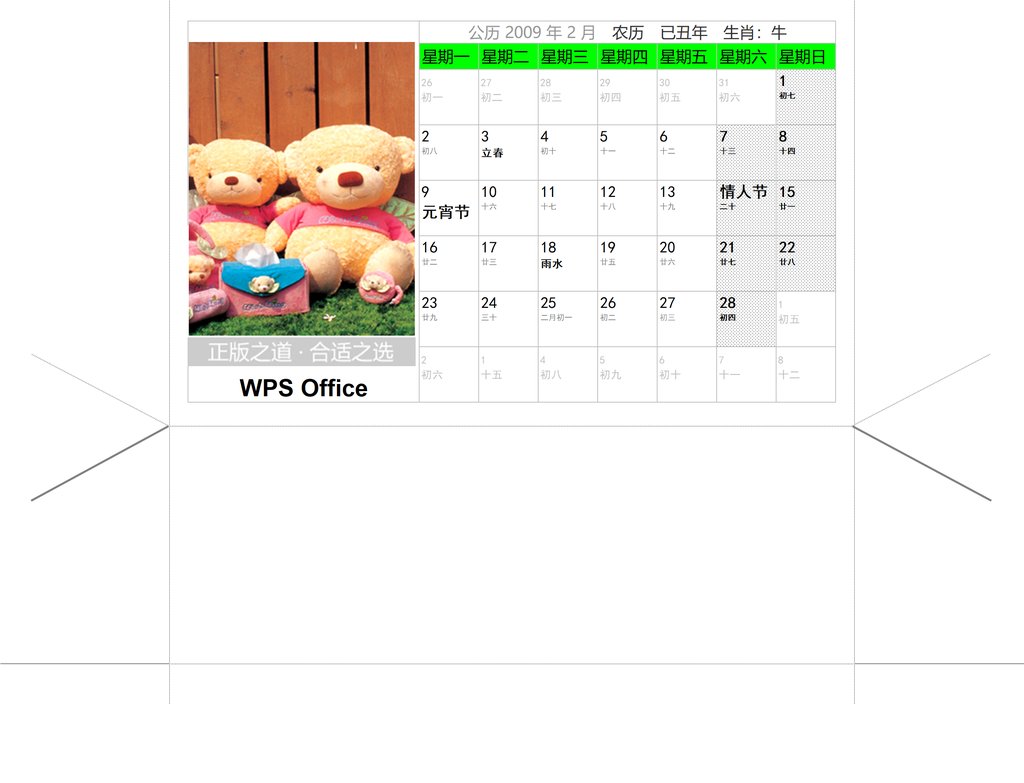 公历 2009 年 2 月 农历 己丑年 生肖：牛
星期一 星期二 星期三 星期四 星期五 星期六 星期日
26 27 28 29 30 31 1
初一 初二 初三 初四 初五 初六 初七
2 3 4 5 6 7 8
初八 立春 初十 十一 十二 十三 十四
9 10 11 12 13 情人节 15
元宵节 十六 十七 十八 十九 二十 廿一
16 17 18 19 20 21 22
廿二 廿三 雨水 廿五 廿六 廿七 廿八
23 24 25 26 27 28 1
廿九 三十 二月初一 初二 初三 初四 初五
2 1 4 5 6 7 8
初六 十五 初八 初九 初十 十一 十二
正版之道 · 合适之选
WPS Office